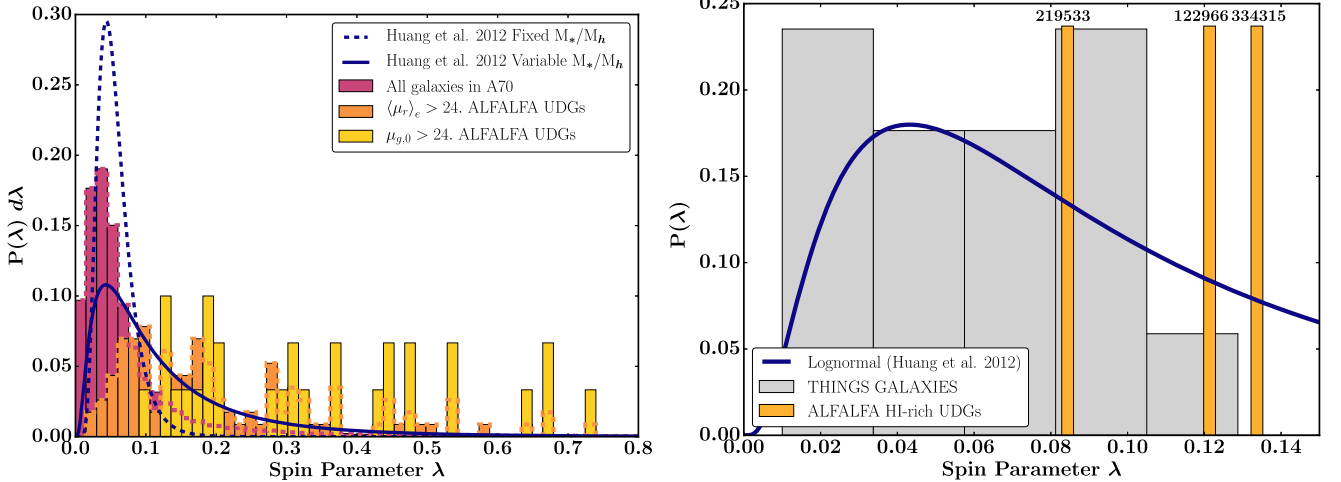 0.30
0.25
0.20
0.15
0.10
0.05
0.00
P(λ) dλ
Huang et al. 2012 Fixed M*/Mh
Huang et al. 2012 Variable M*/Mh
All galaxies in A70
⟨μr⟩e > 24. ALFALFA UDGs
μg,0 > 24. ALFALFA UDGs
0.0 0.1 0.2 0.3 0.4 0.5 0.6 0.7 0.8
Spin Parameter λ
0.25
0.20
0.15
0.10
0.05
0.00
P(λ)
219533 122966 334315
Lognormal (Huang et al. 2012)
THINGS GALAXIES
ALFALFA HI-rich UDGs
0.02 0.04 0.06 0.08 0.10 0.12 0.14
Spin Parameter λ